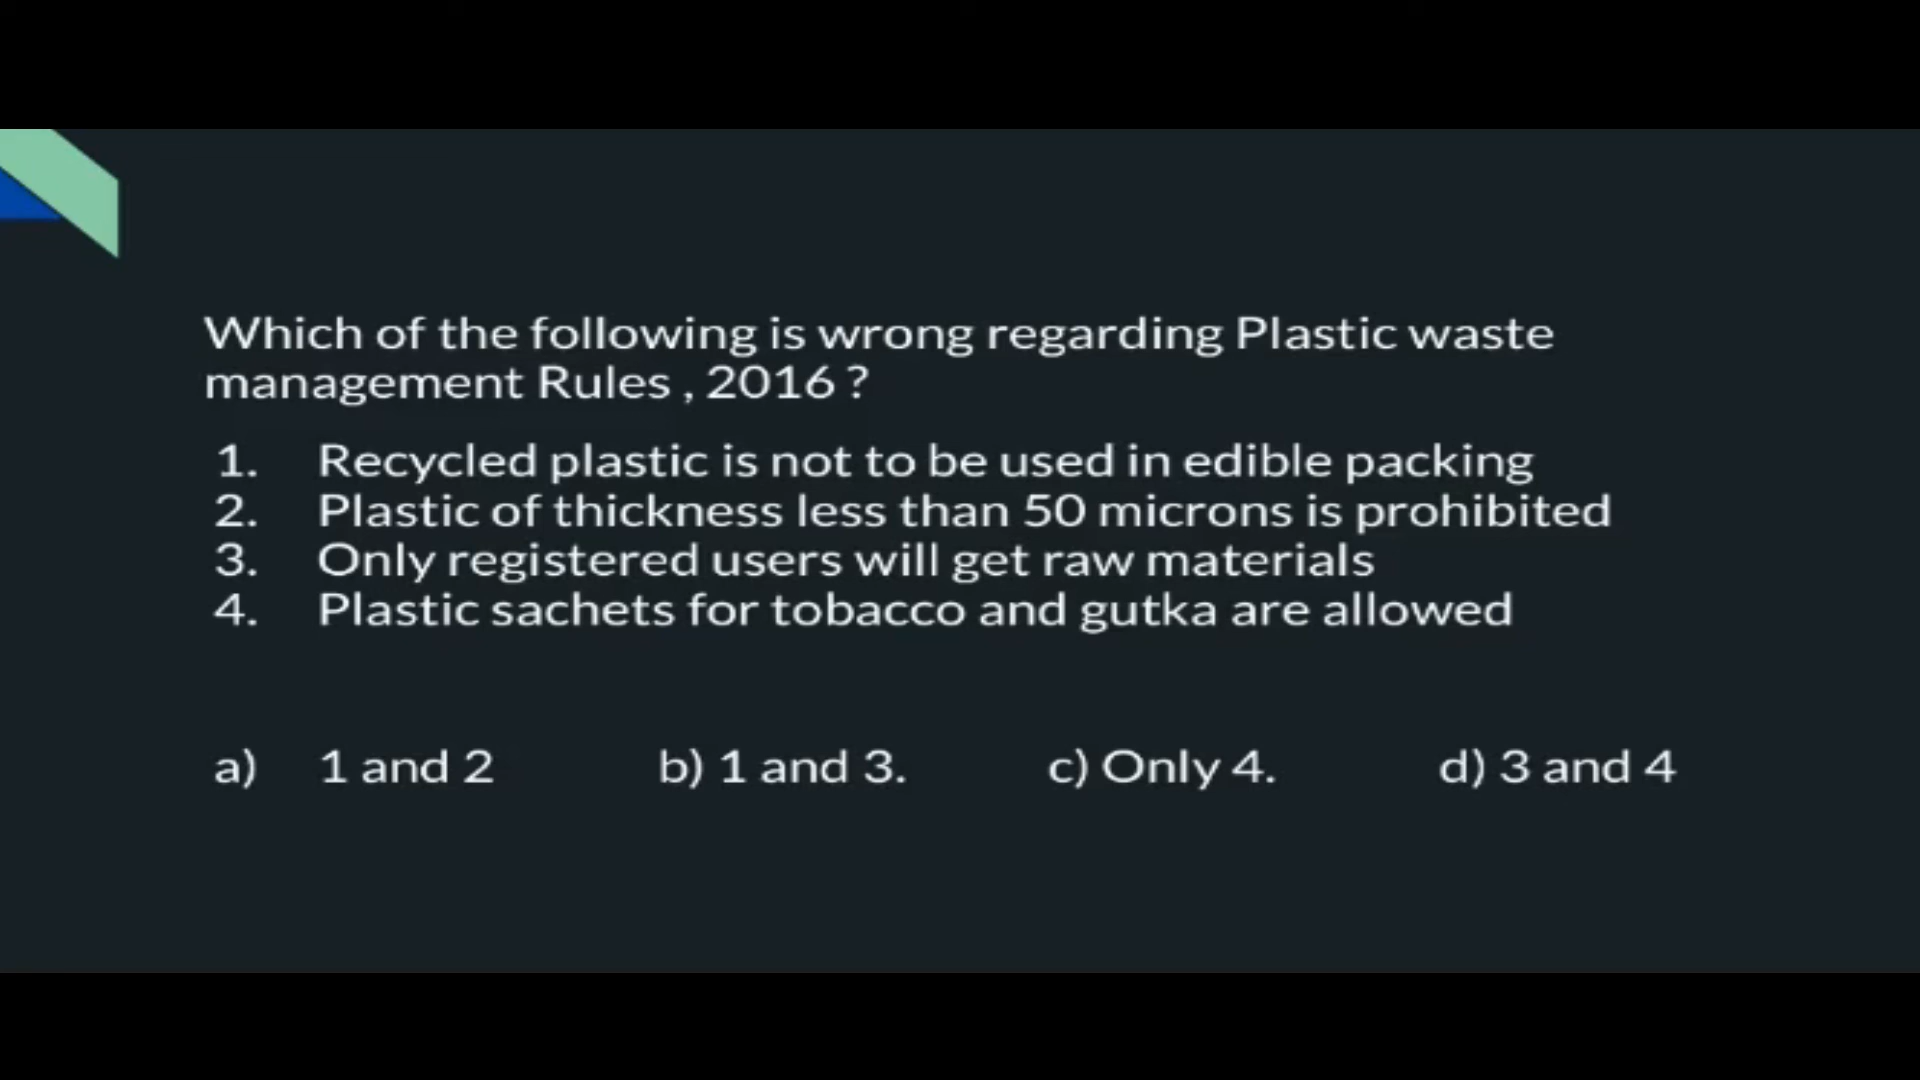 Which of the following is wrong regarding Plastic waste
management Rules , 2016 ?
1. Recycled plastic is not to be used in edible packing
2. Plastic of thickness less than 50 microns is prohibited
3. Only registered users will get raw materials
4. Plastic sachets for tobacco and gutka are allowed
a) 1 and 2 b) 1 and 3. c) Only 4. d) 3 and 4